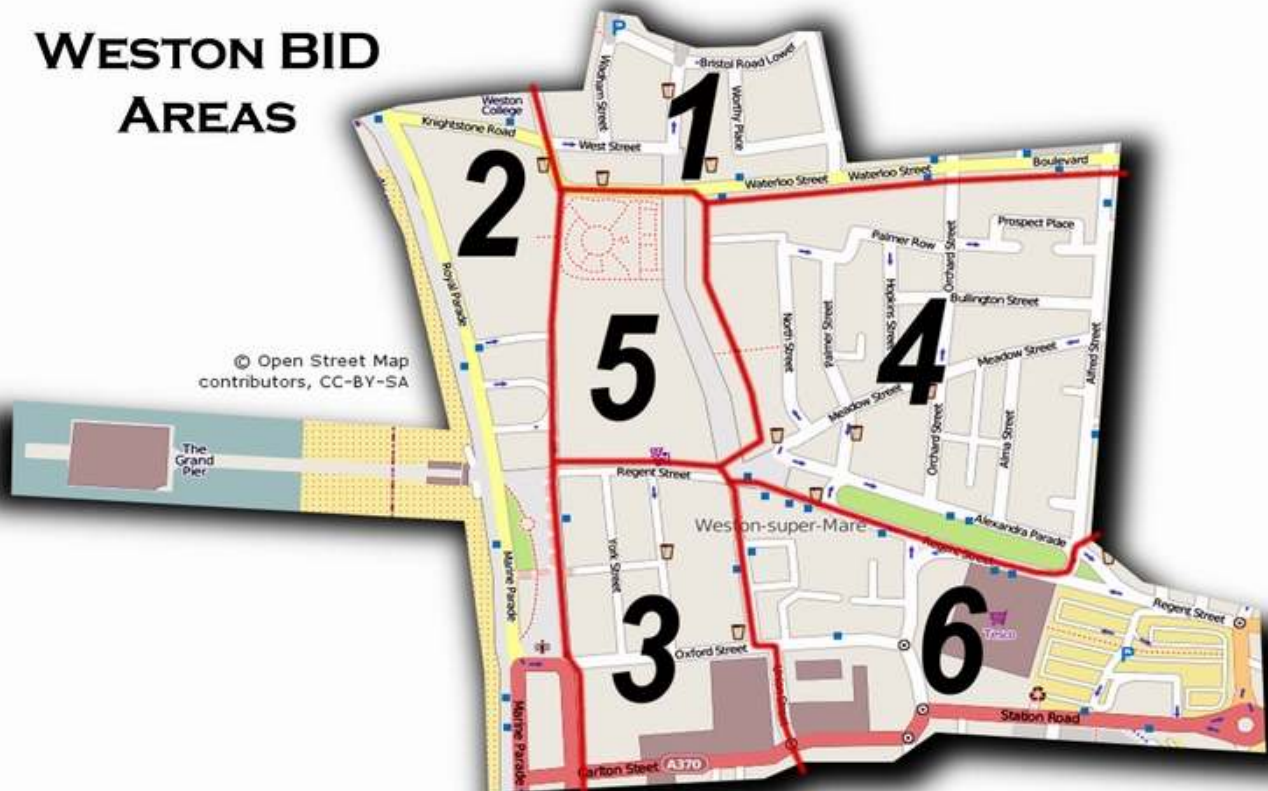 WESTON BID
AREAS
P
Bristol Road Lower
Wadham Street
Worthy Place
1
Weston
College
Knightstone Road
West Street
Boulevard
Waterloo Street
Waterloo Street
2
Prospect Place
Palmer Row
Orchard Street
Royal Parade
Hopkins Street
Bullington Street
North Street
Palmer Street
5
4
Meadow Street
Alfred Street
© Open Street Map
contributors, CC-BY-SA
Meadow Street
Orchard Street
Alma Street
The
Grand
Pier
Regent Street
Weston-super-Mare
Alexandra Parade
Regent Street
York Street
Marine Parade
3
6
Tesco
Regent Street
P
Oxford Street
Union Street
Marine Parade
Station Road
Carlton Steet
A370